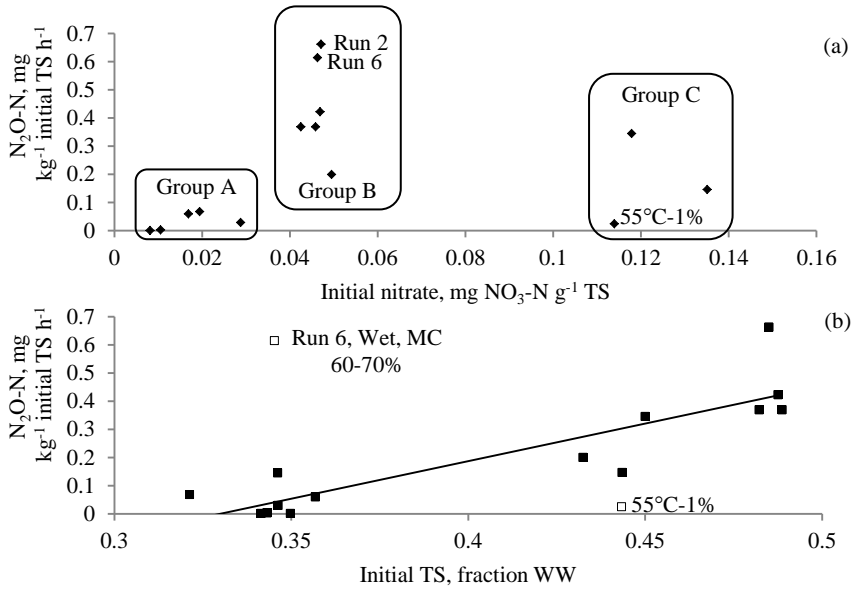 (a)
N₂O-N, mg
kg⁻¹ initial TS h⁻¹
0.7
0.6
0.5
0.4
0.3
0.2
0.1
0
Run 2
Run 6
Group A
Group B
Group C
55°C-1%
0 0.02 0.04 0.06 0.08 0.1 0.12 0.14 0.16
Initial nitrate, mg NO₃-N g⁻¹ TS
(b)
N₂O-N, mg
kg⁻¹ initial TS h⁻¹
0.7
0.6
0.5
0.4
0.3
0.2
0.1
0
Run 6, Wet, MC
60-70%
55°C-1%
0.3 0.35 0.4 0.45 0.5
Initial TS, fraction WW